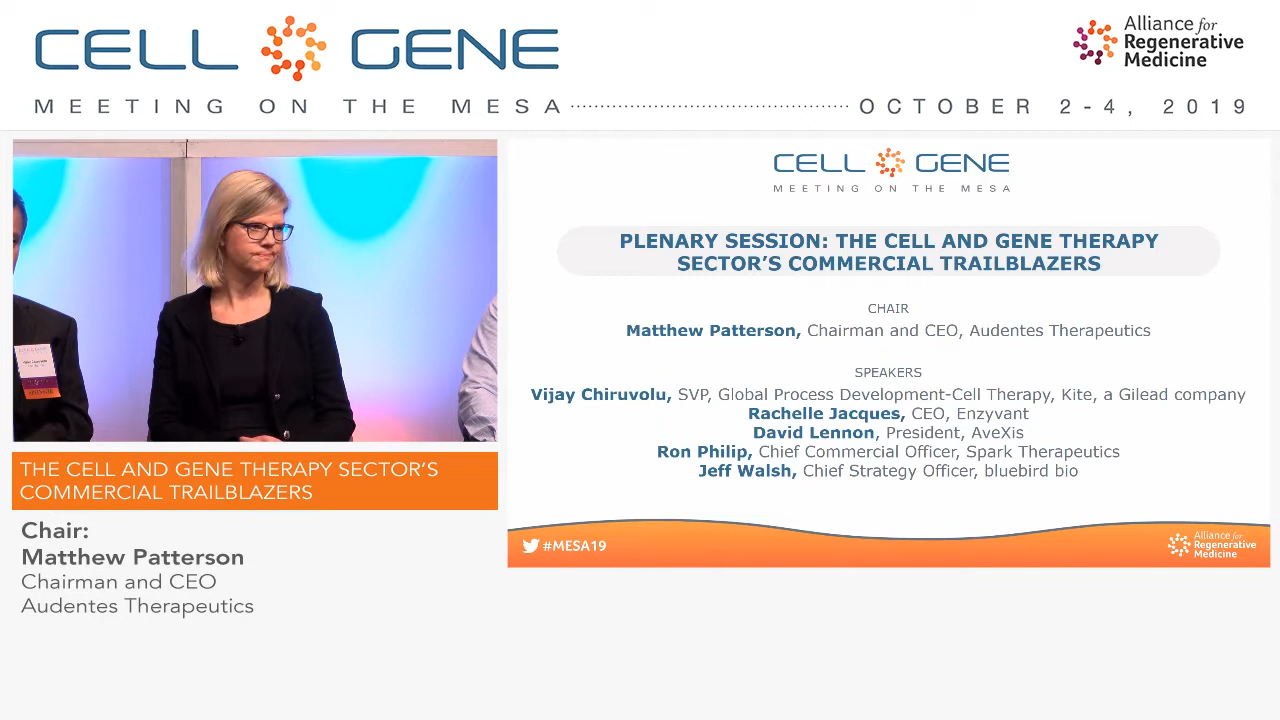 CELL GENE
MEETING ON THE MESA
OCTOBER 2-4, 2019
Alliance for
Regenerative
Medicine
CELL GENE
MEETING ON THE MESA
PLENARY SESSION: THE CELL AND GENE THERAPY
SECTOR'S COMMERCIAL TRAILBLAZERS
CHAIR
Matthew Patterson, Chairman and CEO, Audentes Therapeutics
SPEAKERS
Vijay Chiruvolu, SVP, Global Process Development-Cell Therapy, Kite, a Gilead company
Rachelle Jacques, CEO, Enzyvant
David Lennon, President, AveXis
Ron Philip, Chief Commercial Officer, Spark Therapeutics
Jeff Walsh, Chief Strategy Officer, bluebird bio
#MESA19
Alliance for
Regenerative
Medicine
THE CELL AND GENE THERAPY SECTOR'S
COMMERCIAL TRAILBLAZERS
Chair:
Matthew Patterson
Chairman and CEO
Audentes Therapeutics